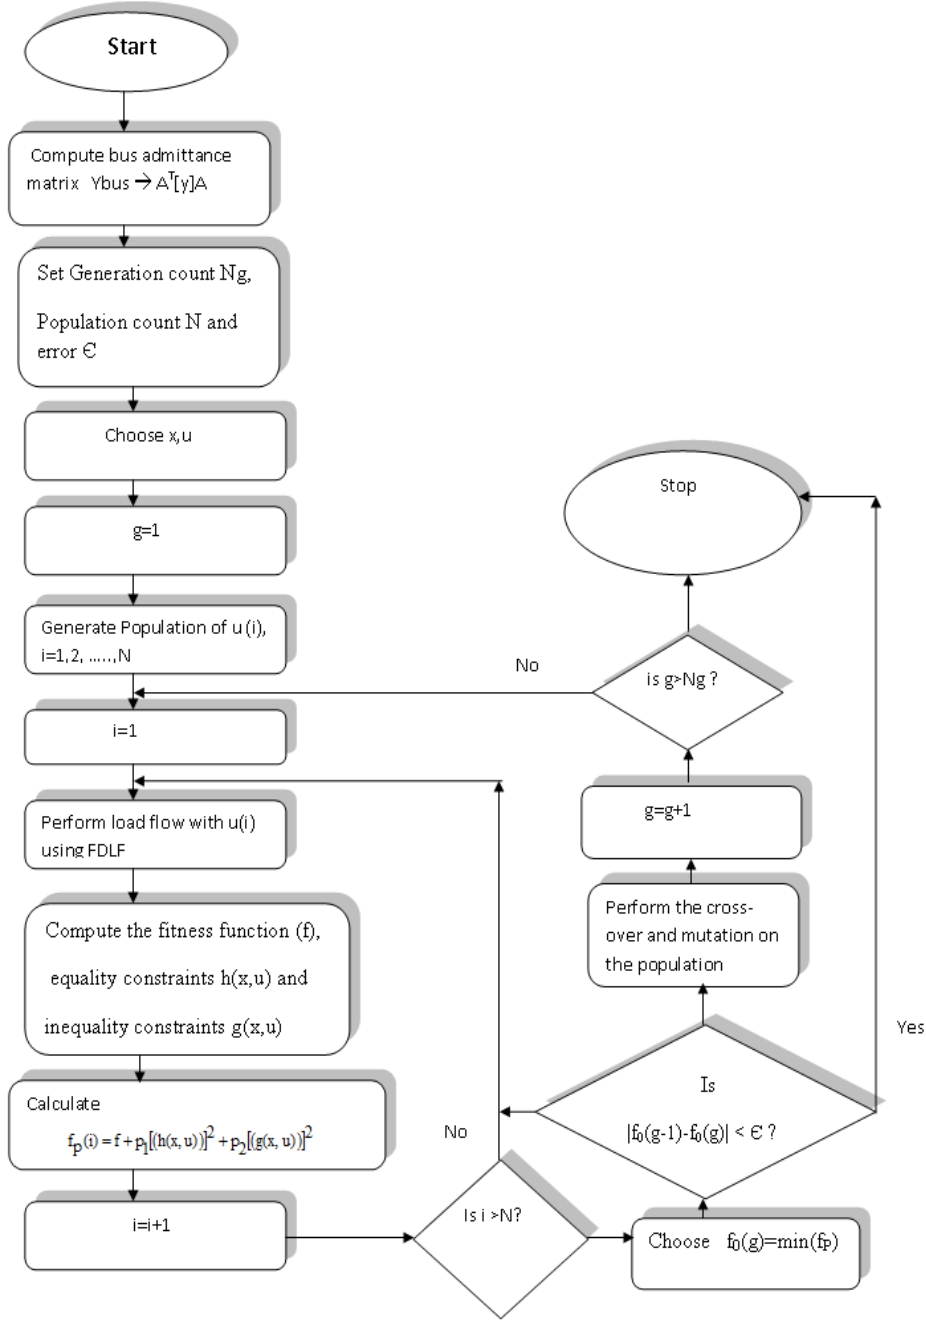 Start
Compute bus admittance
matrix Ybus → Aᵀ[y]A
Set Generation count Ng,
Population count N and
error Є
Choose x,u
g=1
Generate Population of u (i),
i=1,2, .....,N
i=1
Perform load flow with u(i)
using FDLF
Compute the fitness function (f),
equality constraints h(x,u) and
inequality constraints g(x,u)
Calculate
fₚ(i) = f + p₁[(h(x, u))]² + p₂[(g(x, u))]²
i=i+1
Is i >N?
No
Choose f₀(g)=min(fP)
Is
|f₀(g-1)-f₀(g)| < Є ?
Yes
Perform the cross-
over and mutation on
the population
g=g+1
is g>Ng ?
No
Stop